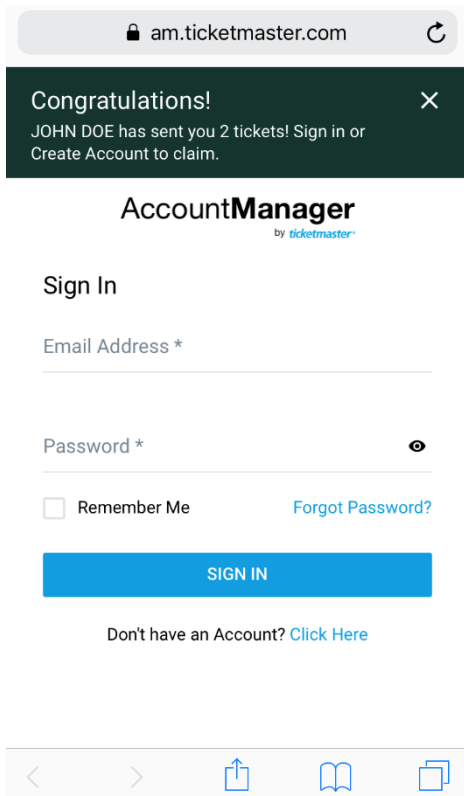 am.ticketmaster.com
Congratulations!
JOHN DOE has sent you 2 tickets! Sign in or
Create Account to claim.
AccountManager
by ticketmaster®
Sign In
Email Address *
Password *
Remember Me Forgot Password?
SIGN IN
Don't have an Account? Click Here